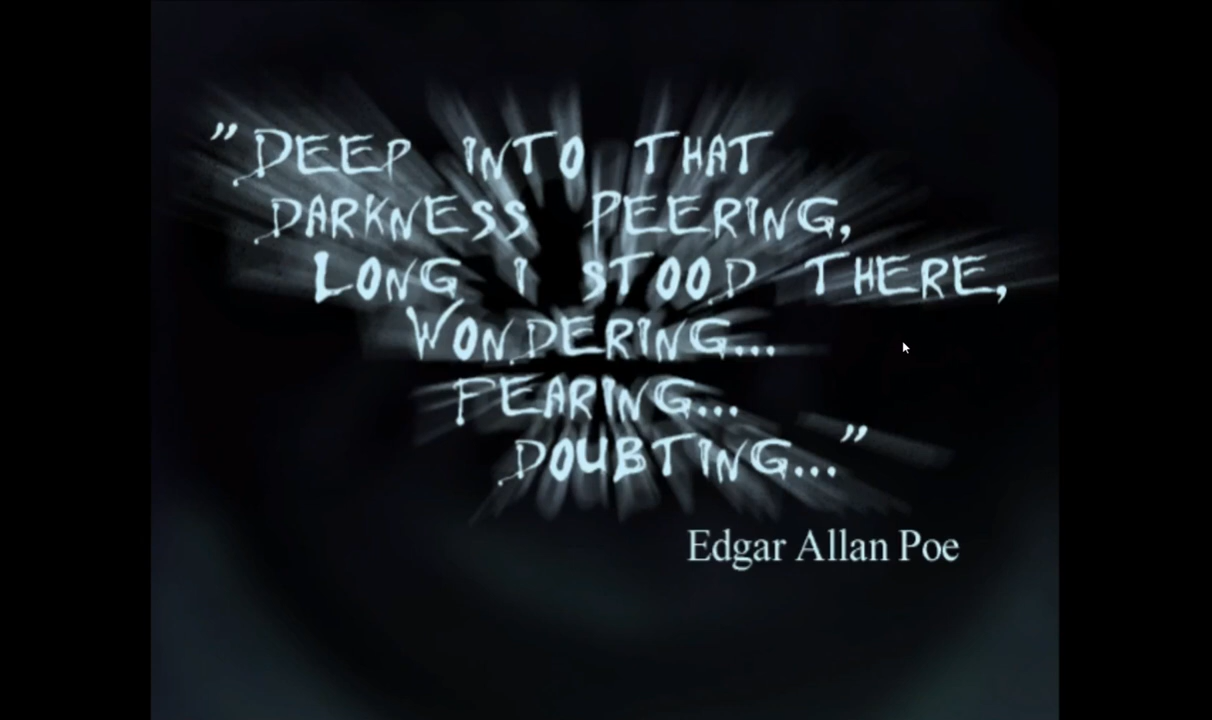 ”DEEP INTO THAT
DARKNESS PEERING,
LONG I STOOD THERE,
WONDERING...
FEARING...
DOUBTING...”
Edgar Allan Poe